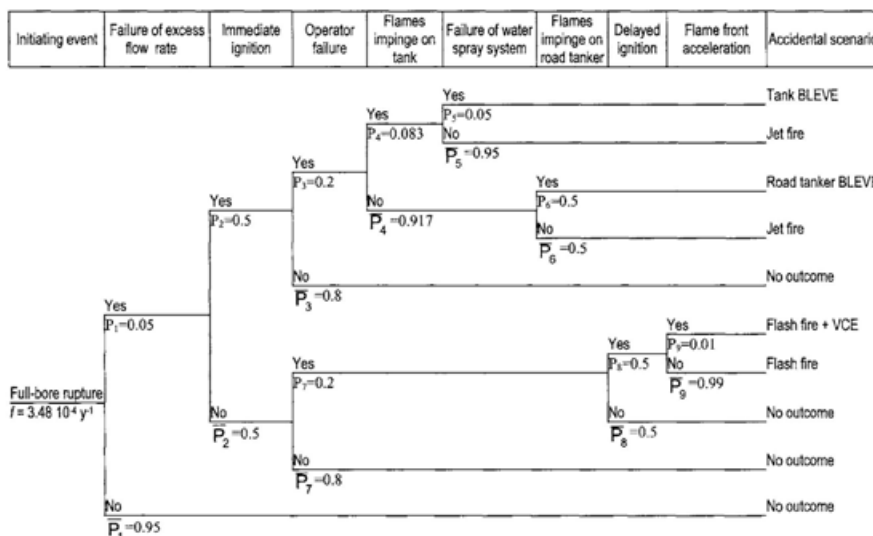 Initiating event
Failure of excess
flow rate
Immediate
ignition
Operator
failure
Flames
impinge on
tank
Failure of water
spray system
Flames
impinge on
road tanker
Delayed
ignition
Flame front
acceleration
Accidental scenario
Yes
Tank BLEVE
P5=0.05
Yes
P4=0.083
No
Jet fire
P̅5=0.95
Yes
P3=0.2
Yes
Road tanker BLEVE
P6=0.5
Yes
P2=0.5
No
P̅4=0.917
No
Jet fire
P̅6=0.5
No
No outcome
P̅3=0.8
Yes
P1=0.05
Yes
Flash fire + VCE
P9=0.01
Yes
P8=0.5
Yes
P7=0.2
No
Flash fire
P̅9=0.99
Full-bore rupture
f = 3.48 10-4 y-1
No
P̅2=0.5
No
No outcome
P̅8=0.5
No
No outcome
P̅7=0.8
No
No outcome
P̅1=0.95